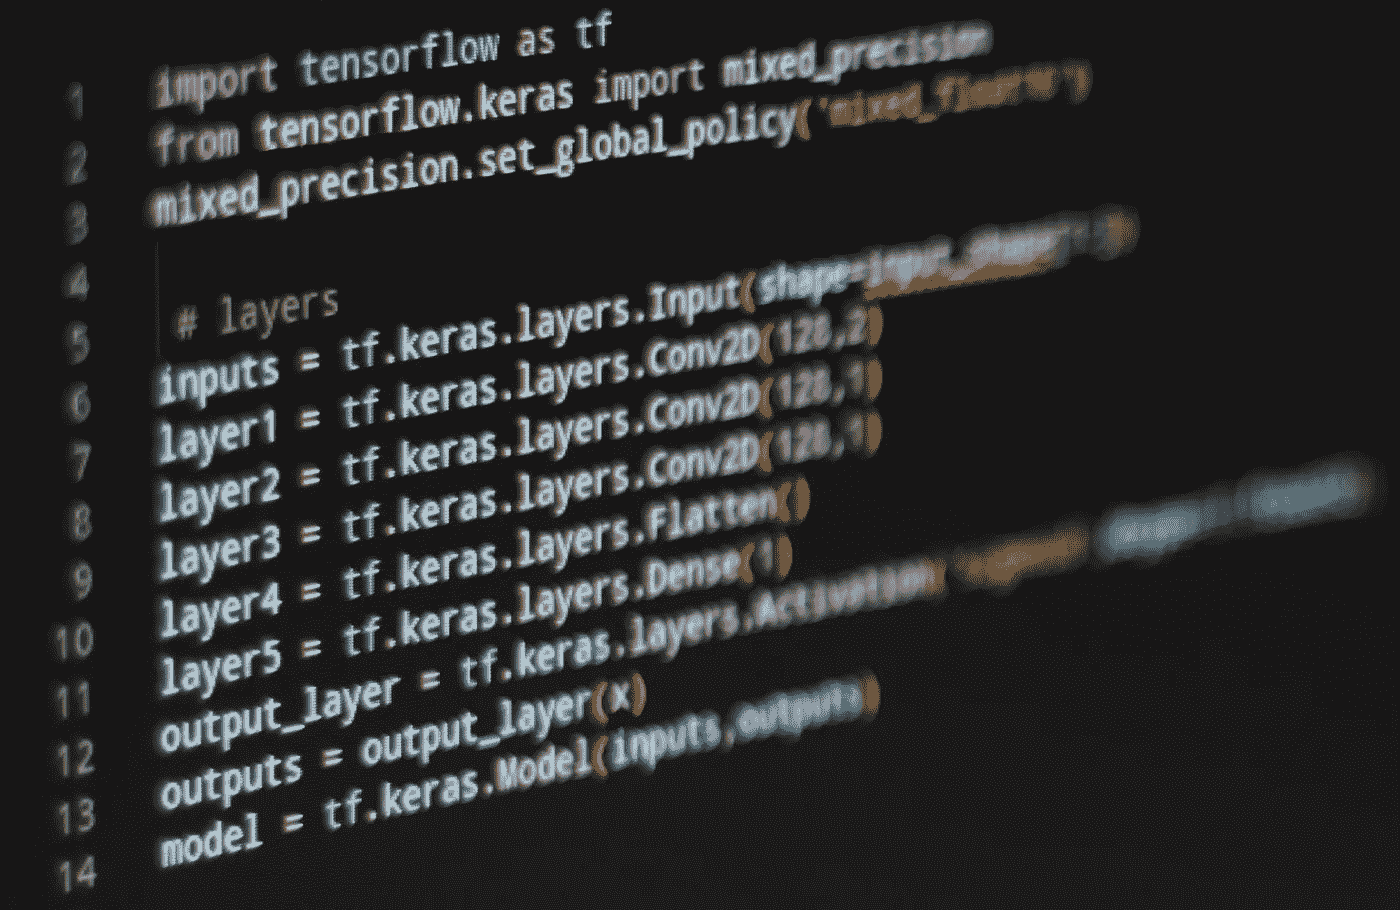 1 import tensorflow as tf
2 from tensorflow.keras import mixed_precision
3 mixed_precision.set_global_policy(
4
5 # layers
6 inputs = tf.keras.layers.Input(shape=input_shape
7 layer1 = tf.keras.layers.Conv2D(128,2)
8 layer2 = tf.keras.layers.Conv2D(128,1)
9 layer3 = tf.keras.layers.Conv2D(128,1)
10 layer4 = tf.keras.layers.Flatten()
11 layer5 = tf.keras.layers.Dense(1)
12 output_layer = tf.keras.layers.Activation(
13 outputs = output_layer(x)
14 model = tf.keras.Model(inputs,outputs)